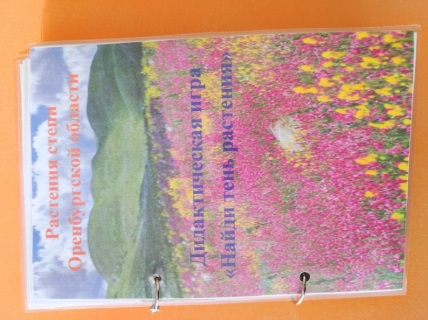 Растения степи
Оренбургской области
Дидактическая игра
«Найди тень растения»